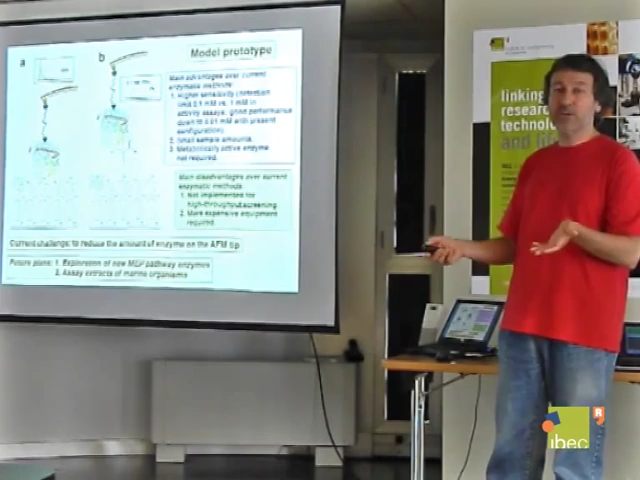 Model prototype
a
b
Main advantages over current
enzymatic methods:
1. Higher sensitivity (detection
limit 0.1 mM vs. 1 mM in
activity assays; good performance
down to 0.01 mM with present
configuration)
2. Small sample amounts.
3. Metabolically active enzyme
not required.
Main disadvantages over current
enzymatic methods
1. Not implemented for
high-throughput screening
2. More expensive equipment
required.
Current challenge: to reduce the amount of enzyme on the AFM tip
Future plans: 1. Exploration of new MEP pathway enzymes
2. Assay extracts of marine organisms
linking
research
technolo
and li
ibec
R